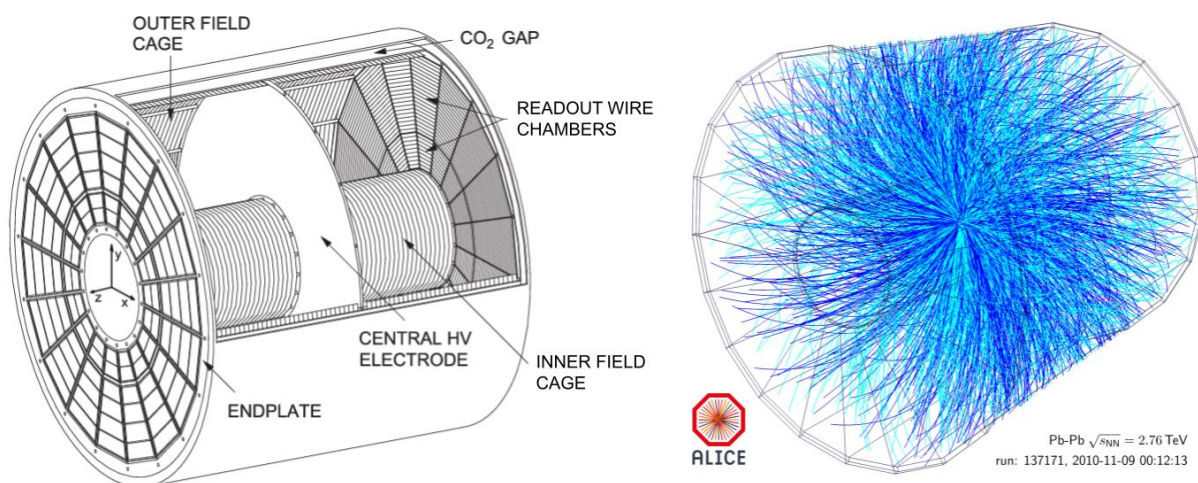 OUTER FIELD
CAGE
CO₂ GAP
READOUT WIRE
CHAMBERS
y
z
x
CENTRAL HV
ELECTRODE
INNER FIELD
CAGE
ENDPLATE
ALICE
Pb-Pb √sNN = 2.76 TeV
run: 137171, 2010-11-09 00:12:13